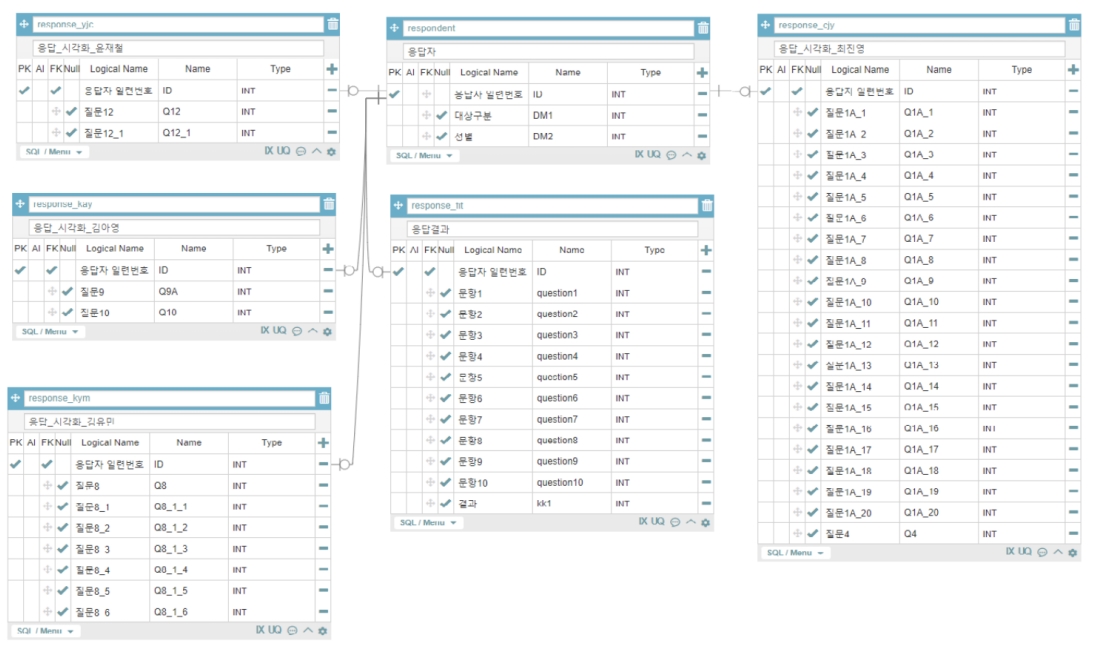 response_yjc
응답_시각화_윤재철
PK AI FK Null Logical Name Name Type
응답자 일련번호 ID INT
질문12 Q12 INT
질문12_1 Q12_1 INT
SQL / Menu IX UQ
respondent
응답자
PK AI FK Null Logical Name Name Type
응답자 일련번호 ID INT
대상구분 DM1 INT
성별 DM2 INT
SQL / Menu IX UQ
response_cjy
응답_시각화_최진영
PK AI FK Null Logical Name Name Type
응답자 일련번호 ID INT
질문1A_1 Q1A_1 INT
질문1A_2 Q1A_2 INT
질문1A_3 Q1A_3 INT
질문1A_4 Q1A_4 INT
질문1A_5 Q1A_5 INT
질문1A_6 Q1A_6 INT
질문1A_7 Q1A_7 INT
질문1A_8 Q1A_8 INT
질문1A_9 Q1A_9 INT
질문1A_10 Q1A_10 INT
질문1A_11 Q1A_11 INT
질문1A_12 Q1A_12 INT
질문1A_13 Q1A_13 INT
질문1A_14 Q1A_14 INT
질문1A_15 Q1A_15 INT
질문1A_16 Q1A_16 INT
질문1A_17 Q1A_17 INT
질문1A_18 Q1A_18 INT
질문1A_19 Q1A_19 INT
질문1A_20 Q1A_20 INT
질문4 Q4 INT
SQL / Menu IX UQ
response_kay
응답_시각화_김아영
PK AI FK Null Logical Name Name Type
응답자 일련번호 ID INT
질문9 Q9A INT
질문10 Q10 INT
SQL / Menu IX UQ
응답결과
PK AI FK Null Logical Name Name Type
응답자 일련번호 ID INT
문항1 question1 INT
문항2 question2 INT
문항3 question3 INT
문항4 question4 INT
문항5 question5 INT
문항6 question6 INT
문항7 question7 INT
문항8 question8 INT
문항9 question9 INT
문항10 question10 INT
결과 kk1 INT
SQL / Menu IX UQ
response_kym
응답_시각화_김유민
PK AI FK Null Logical Name Name Type
응답자 일련번호 ID INT
질문8 Q8 INT
질문8_1 Q8_1_1 INT
질문8_2 Q8_1_2 INT
질문8_3 Q8_1_3 INT
질문8_4 Q8_1_4 INT
질문8_5 Q8_1_5 INT
질문8_6 Q8_1_6 INT
SQL / Menu IX UQ